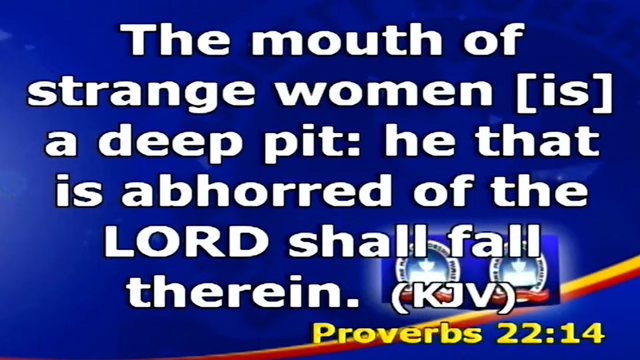 The mouth of
strange women [is]
a deep pit: he that
is abhorred of the
LORD shall fall
therein. (KJV)
Proverbs 22:14